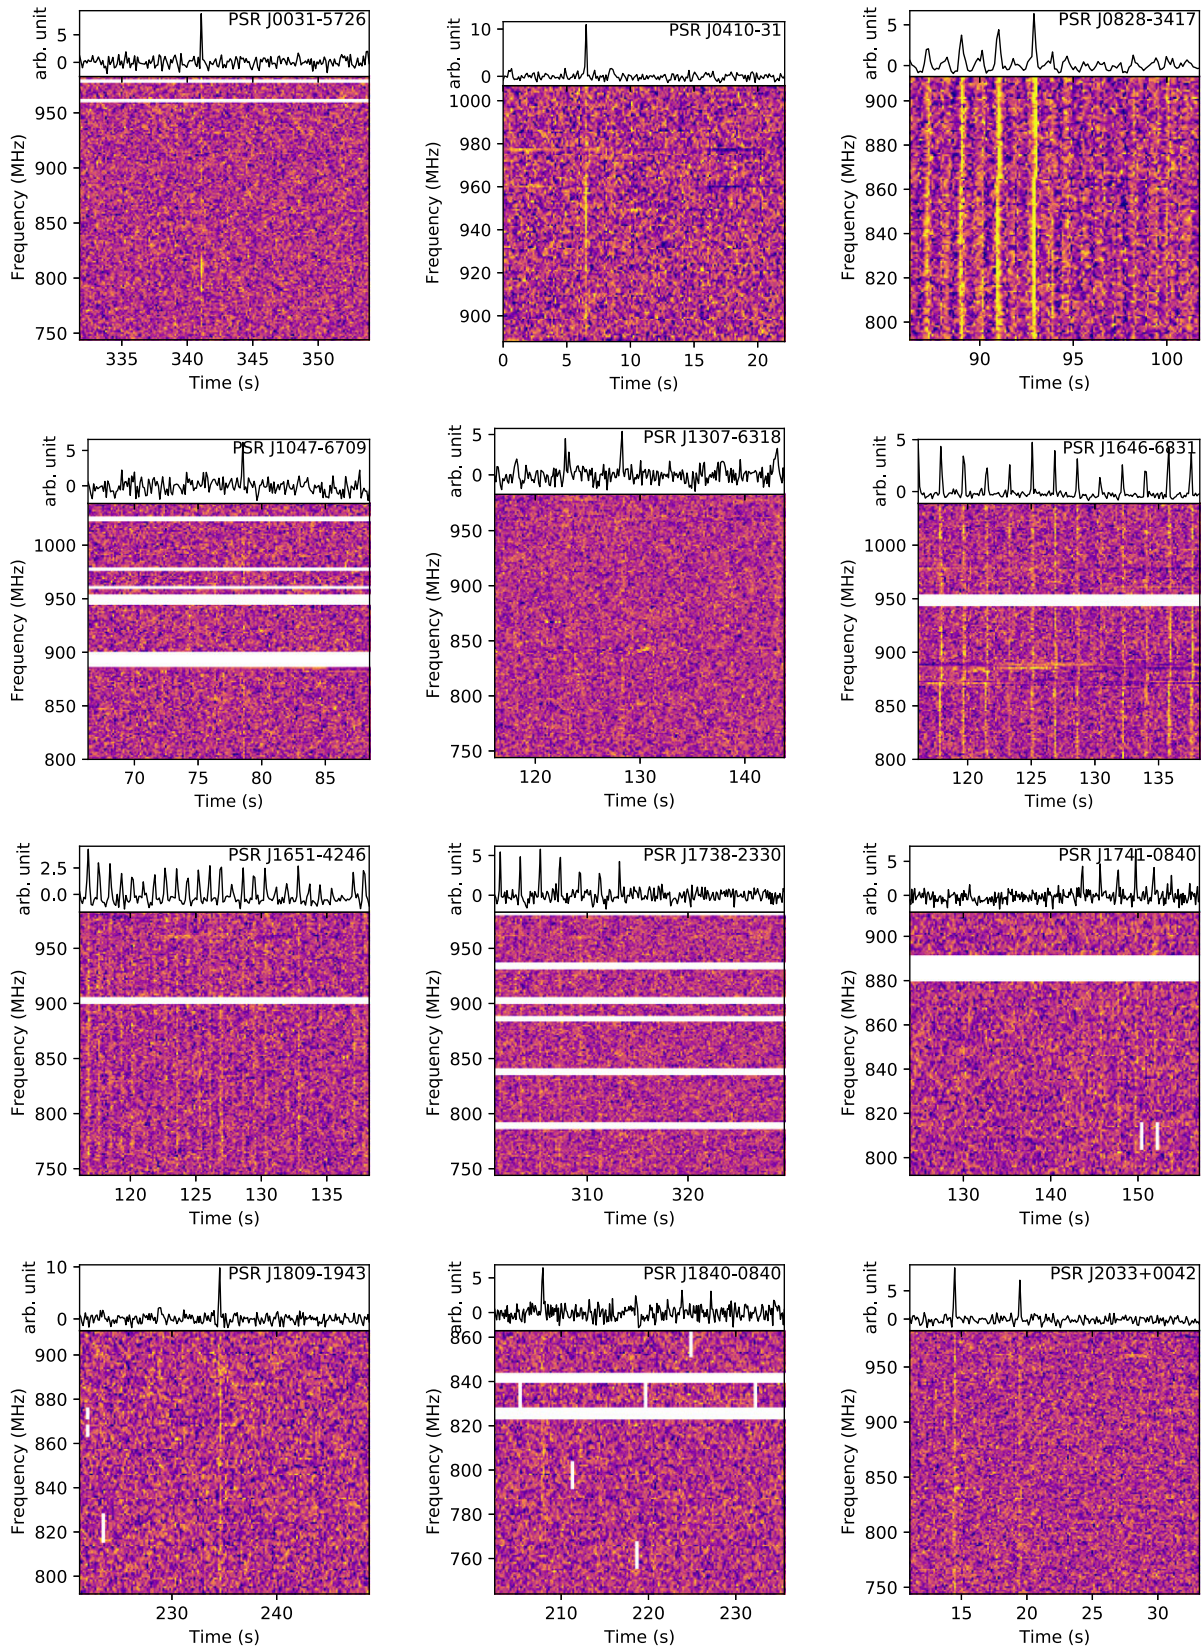 PSR J0031-5726
arb. unit
5
0
Frequency (MHz)
950
900
850
800
750
335 340 345 350
Time (s)
PSR J0410-31
arb. unit
10
0
Frequency (MHz)
1000
980
960
940
920
900
0 5 10 15 20
Time (s)
PSR J0828-3417
arb. unit
5
0
Frequency (MHz)
900
880
860
840
820
800
90 95 100
Time (s)
PSR J1047-6709
arb. unit
5
0
Frequency (MHz)
1000
950
900
850
800
70 75 80 85
Time (s)
PSR J1307-6318
arb. unit
5
0
Frequency (MHz)
950
900
850
800
750
120 130 140
Time (s)
PSR J1646-6831
arb. unit
5
0
Frequency (MHz)
1000
950
900
850
800
120 125 130 135
Time (s)
PSR J1651-4246
arb. unit
2.5
0.0
Frequency (MHz)
950
900
850
800
750
120 125 130 135
Time (s)
PSR J1738-2330
arb. unit
5
0
Frequency (MHz)
950
900
850
800
750
310 320
Time (s)
PSR J1741-0840
arb. unit
5
0
Frequency (MHz)
900
880
860
840
820
800
130 140 150
Time (s)
PSR J1809-1943
arb. unit
10
0
Frequency (MHz)
900
880
860
840
820
800
230 240
Time (s)
PSR J1840-0840
arb. unit
5
0
Frequency (MHz)
860
840
820
800
780
760
210 220 230
Time (s)
PSR J2033+0042
arb. unit
5
0
Frequency (MHz)
950
900
850
800
750
15 20 25 30
Time (s)